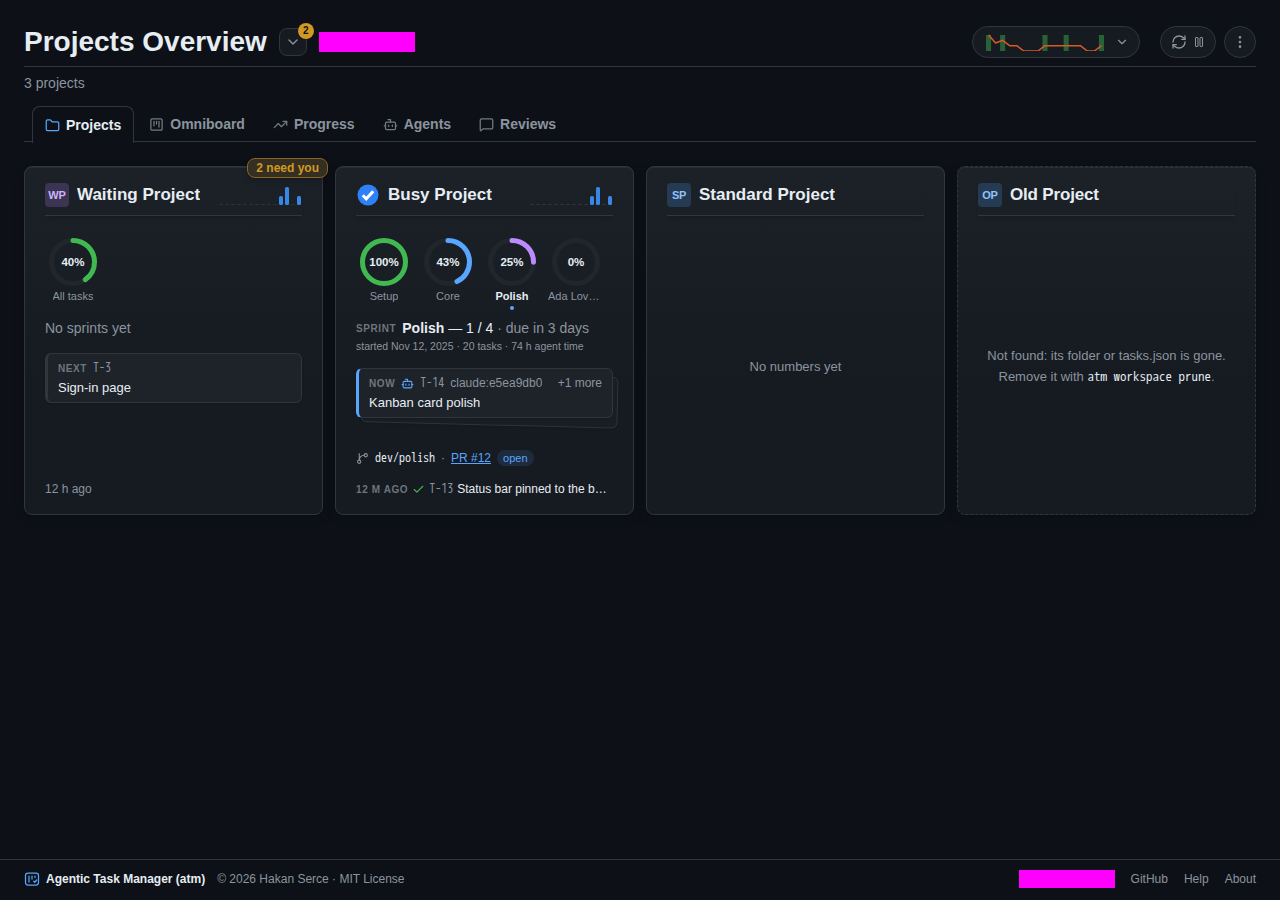 Projects Overview
2
3 projects
Projects
Omniboard
Progress
Agents
Reviews
2 need you
WP
Waiting Project
40%
All tasks
No sprints yet
NEXT T-3
Sign-in page
12 h ago
Busy Project
100%
43%
25%
0%
Setup
Core
Polish
Ada Lov…
SPRINT Polish — 1 / 4 · due in 3 days
started Nov 12, 2025 · 20 tasks · 74 h agent time
NOW T-14 claude:e5ea9db0 +1 more
Kanban card polish
dev/polish · PR #12 open
12 M AGO T-13 Status bar pinned to the b…
SP
Standard Project
No numbers yet
OP
Old Project
Not found: its folder or tasks.json is gone.
Remove it with atm workspace prune.
Agentic Task Manager (atm) © 2026 Hakan Serce · MIT License
GitHub
Help
About